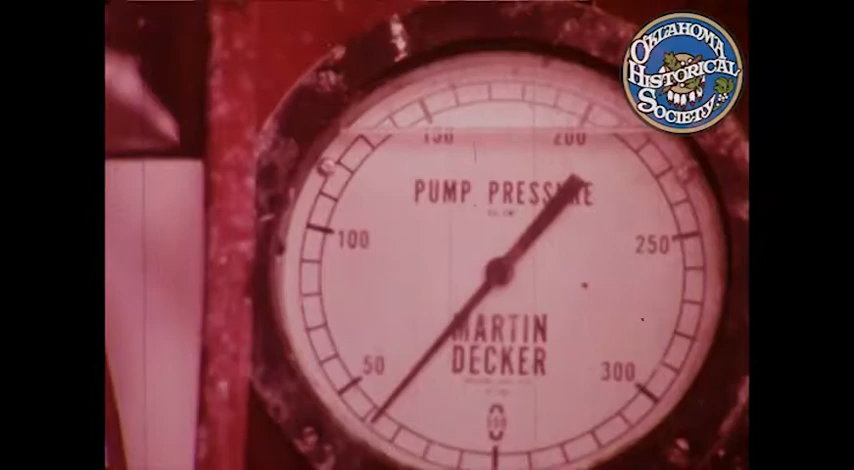 OKLAHOMA
HISTORICAL
SOCIETY
150
200
PUMP PRESSURE
100
250
MARTIN
DECKER
50
300